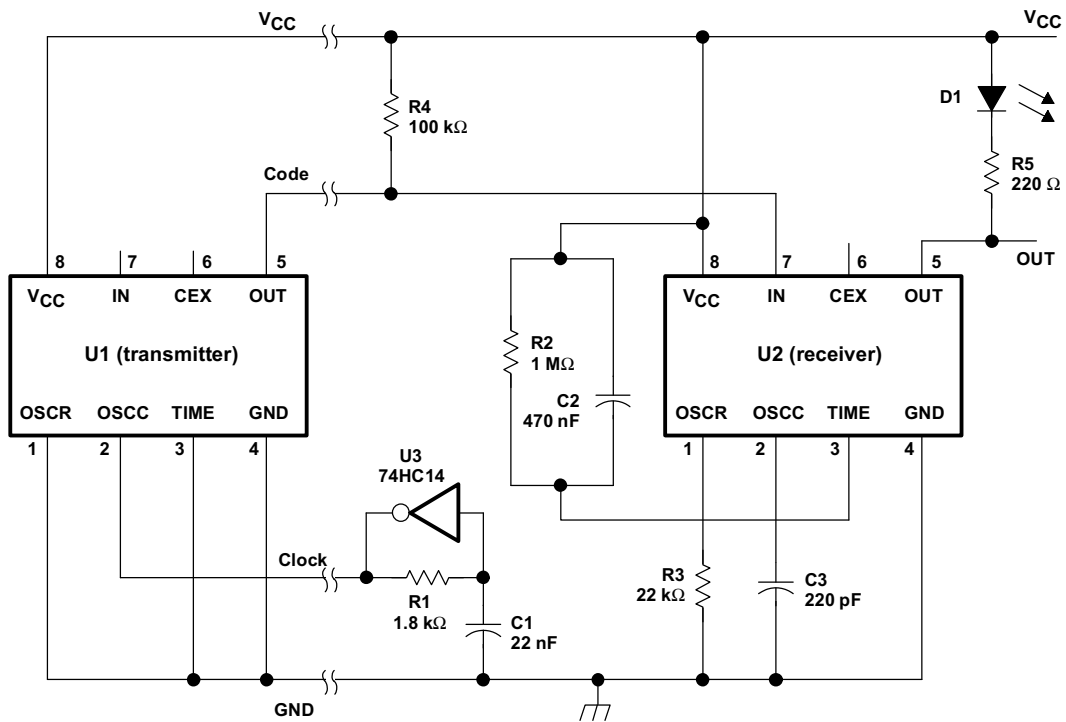 VCC
VCC
R4
100 kΩ
D1
R5
220 Ω
Code
OUT
8
7
6
5
VCC
IN
CEX
OUT
U1 (transmitter)
OSCR
OSCC
TIME
GND
1
2
3
4
R2
1 MΩ
C2
470 nF
8
7
6
5
VCC
IN
CEX
OUT
U2 (receiver)
OSCR
OSCC
TIME
GND
1
2
3
4
U3
74HC14
Clock
R1
1.8 kΩ
C1
22 nF
R3
22 kΩ
C3
220 pF
GND